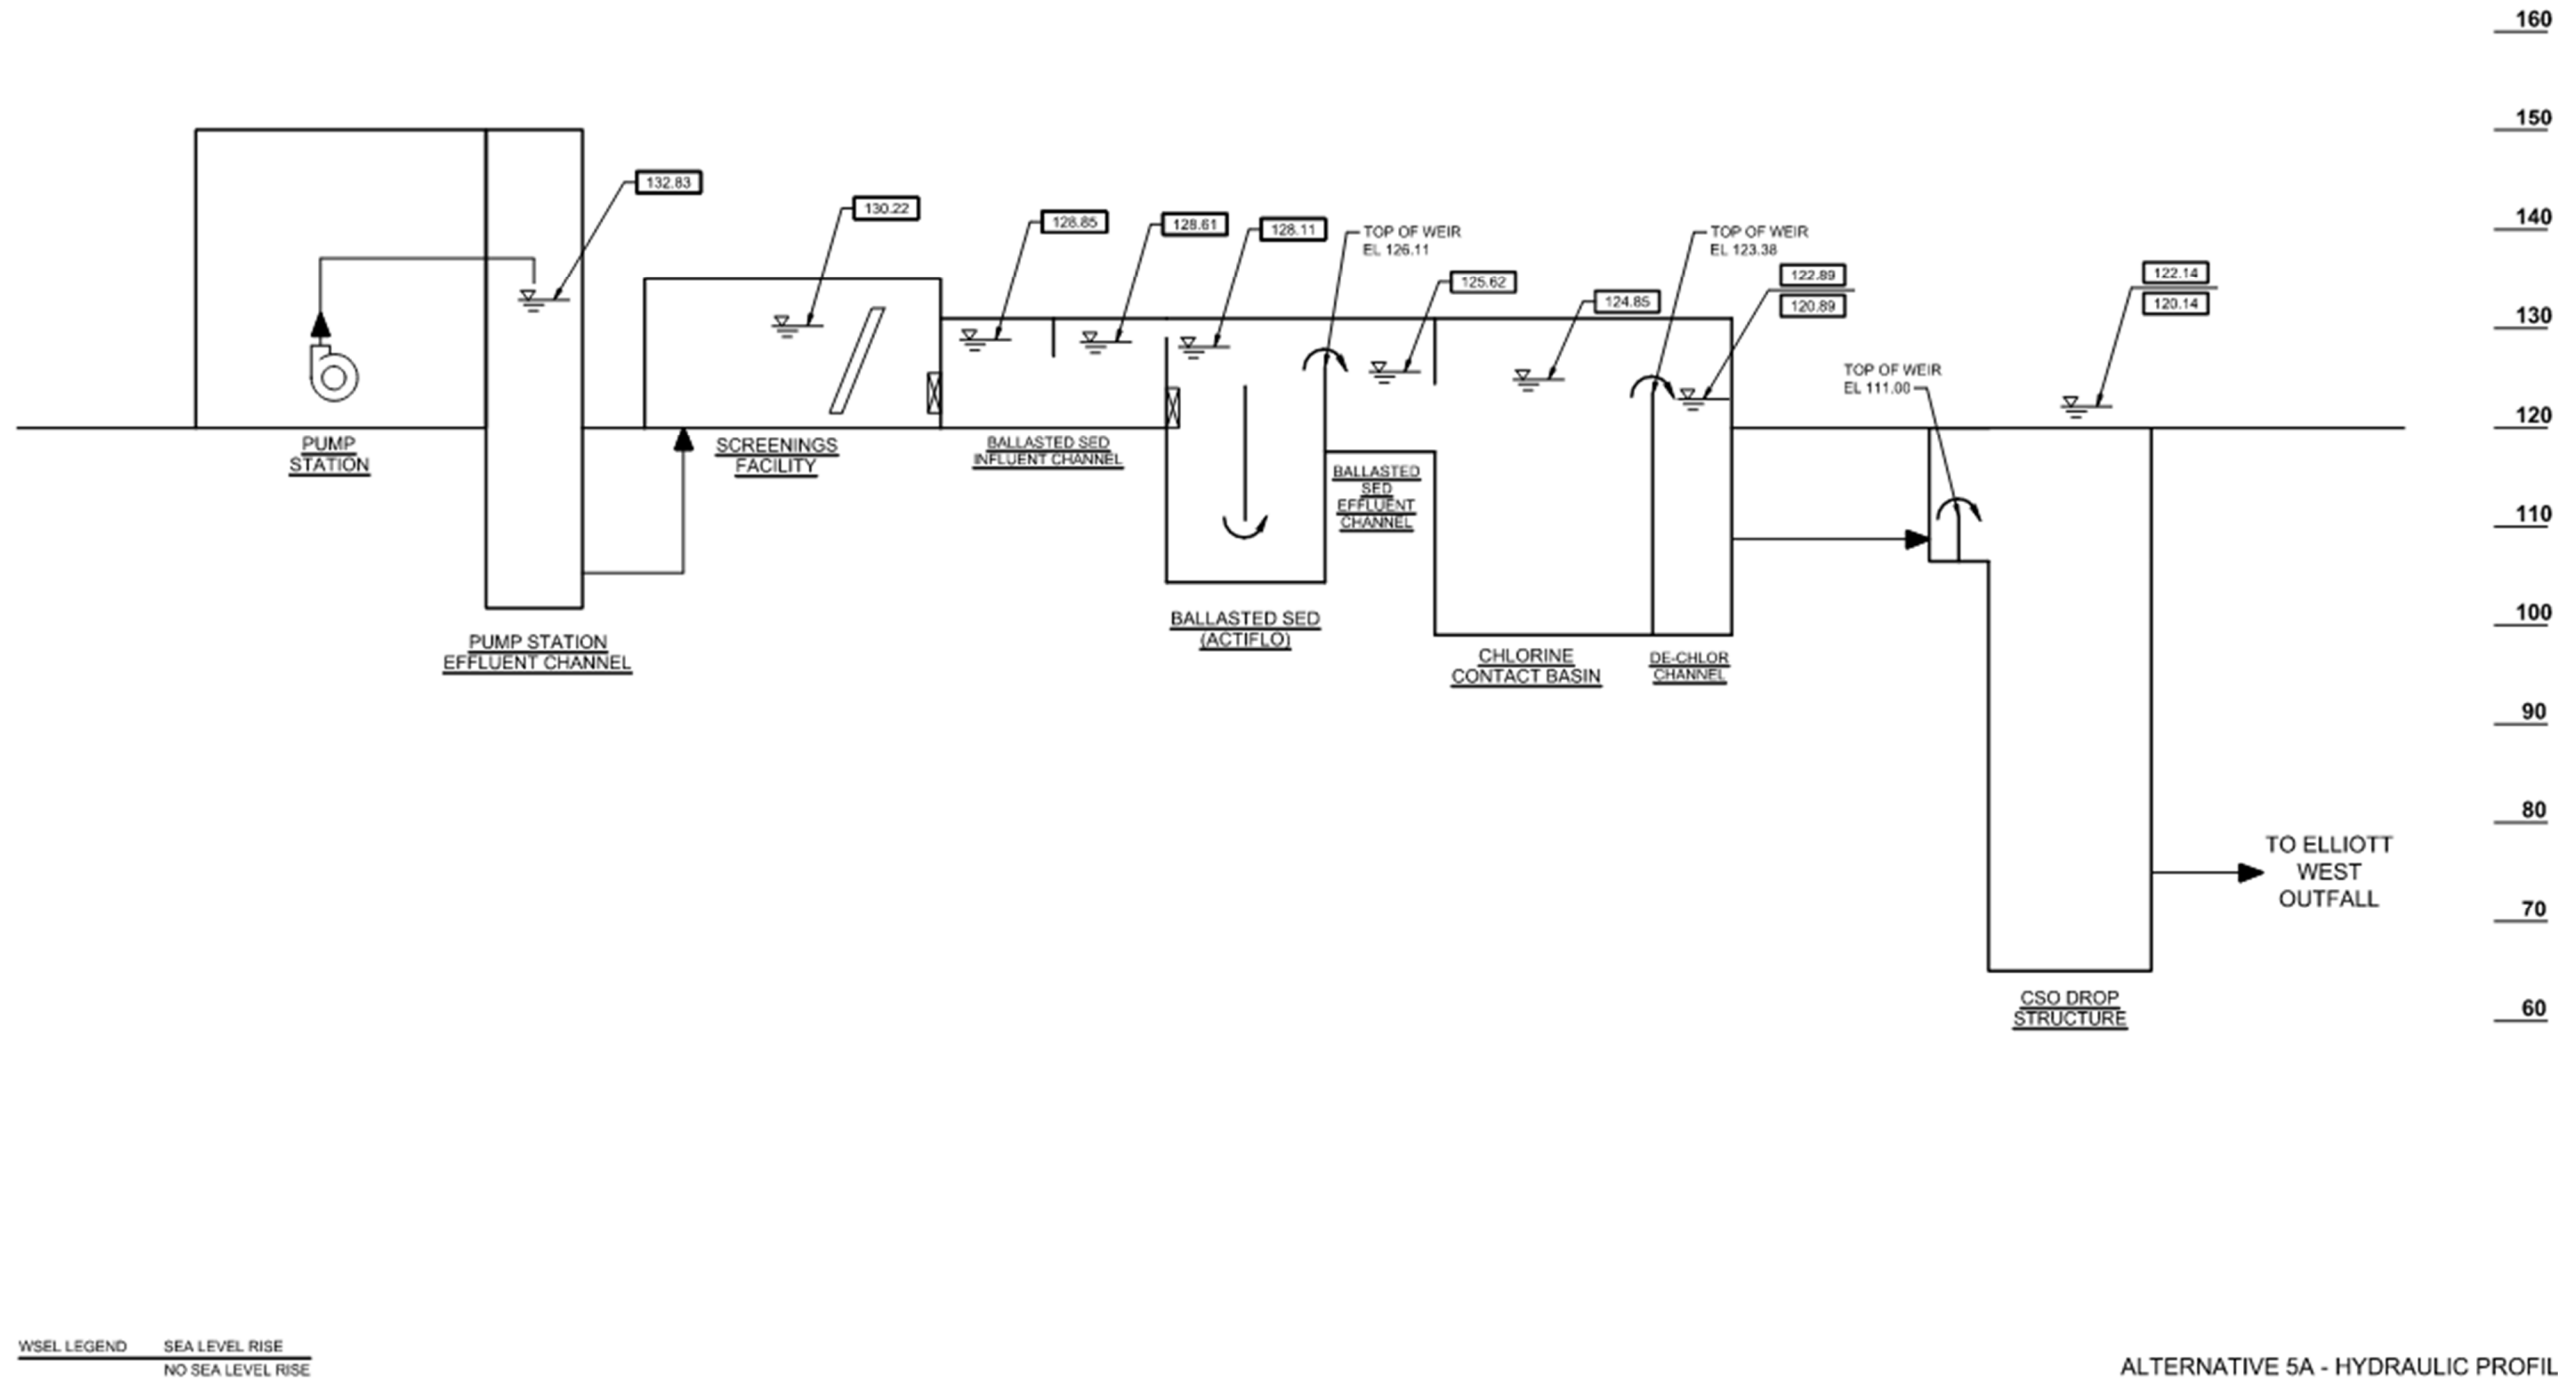 160
150
140
130
120
110
100
90
80
70
60
132.83
130.22
128.85
128.61
128.11
TOP OF WEIR
EL 126.11
125.62
124.85
TOP OF WEIR
EL 123.38
122.89
120.89
122.14
120.14
TOP OF WEIR
EL 111.00
PUMP
STATION
SCREENINGS
FACILITY
BALLASTED SED
INFLUENT CHANNEL
BALLASTED
SED
EFFLUENT
CHANNEL
PUMP STATION
EFFLUENT CHANNEL
BALLASTED SED
(ACTIFLO)
CHLORINE
CONTACT BASIN
DE-CHLOR
CHANNEL
TO ELLIOTT
WEST
OUTFALL
CSO DROP
STRUCTURE
WSEL LEGEND SEA LEVEL RISE
NO SEA LEVEL RISE
ALTERNATIVE 5A - HYDRAULIC PROFIL